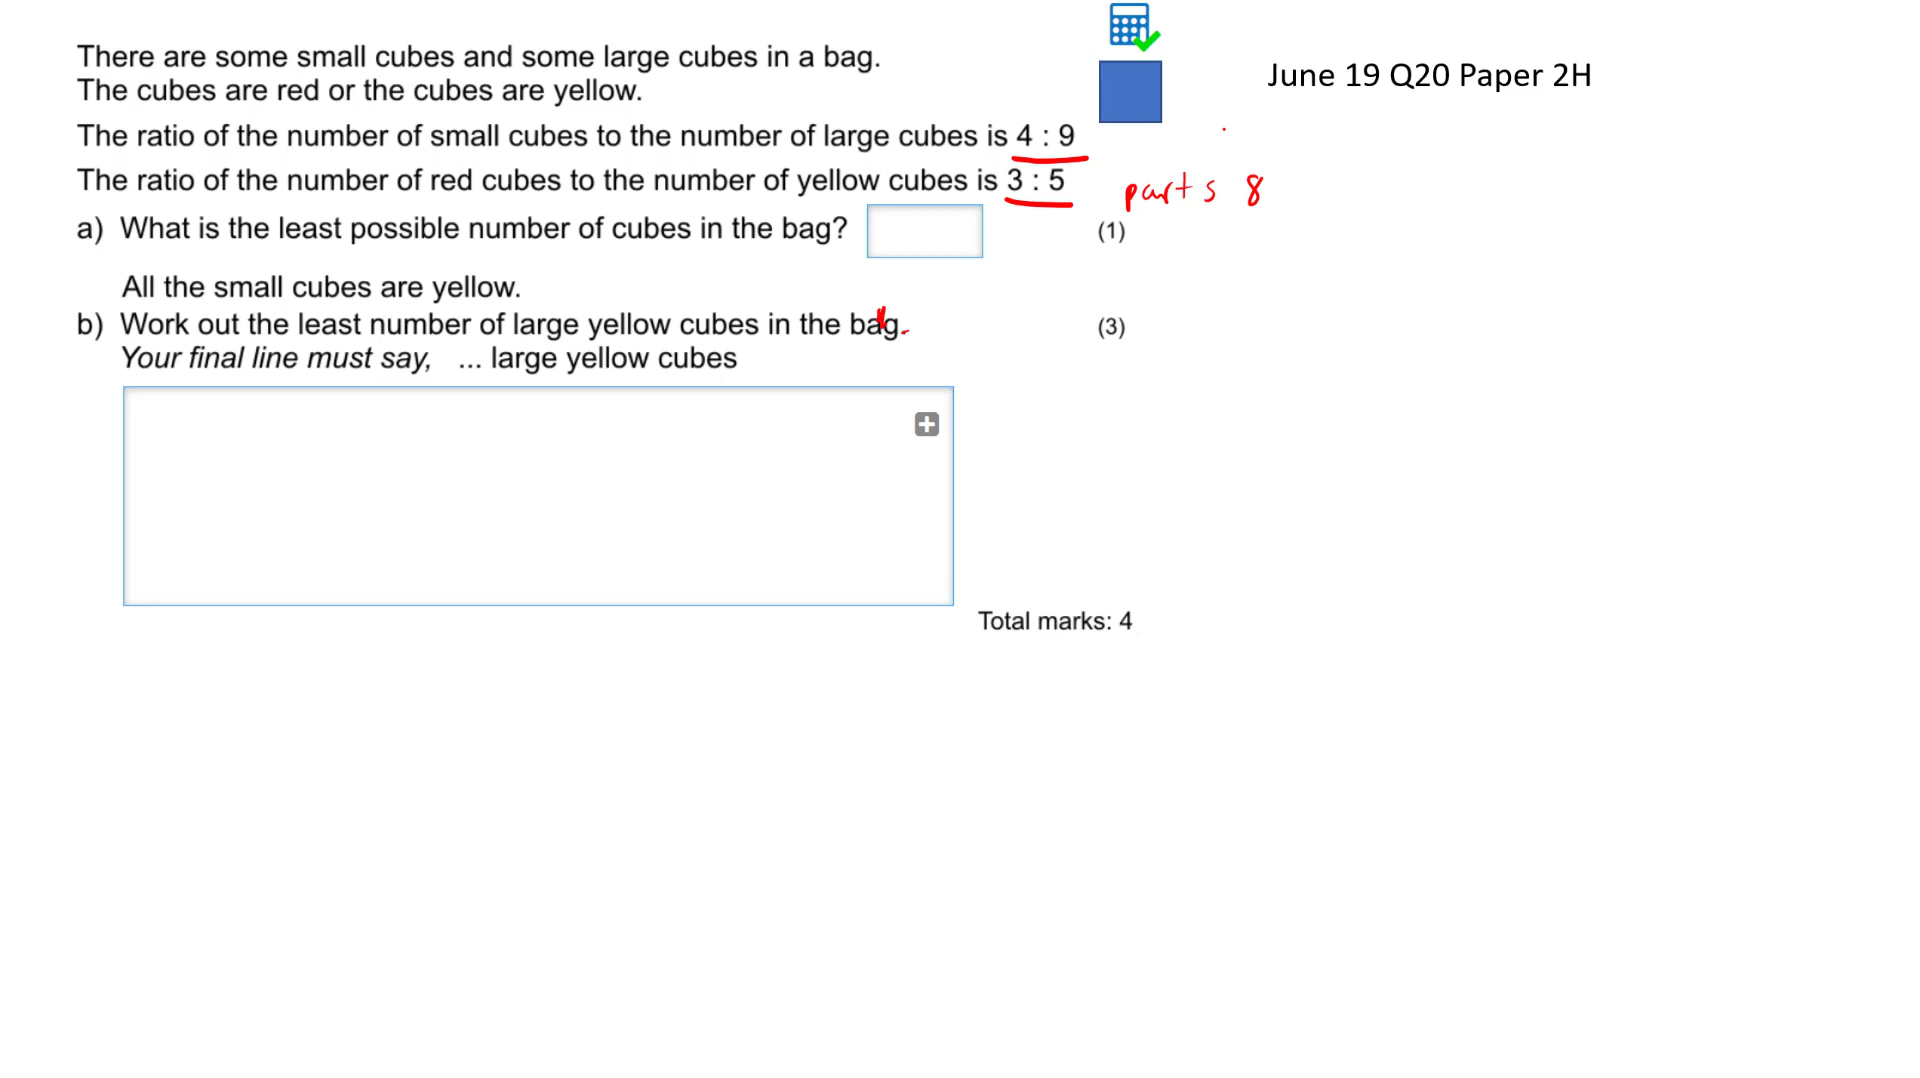 There are some small cubes and some large cubes in a bag.
June 19 Q20 Paper 2H
The cubes are red or the cubes are yellow.
The ratio of the number of small cubes to the number of large cubes is 4 : 9
The ratio of the number of red cubes to the number of yellow cubes is 3 : 5
parts 8
a) What is the least possible number of cubes in the bag? (1)
All the small cubes are yellow.
b) Work out the least number of large yellow cubes in the bag. (3)
Your final line must say, ... large yellow cubes
Total marks: 4